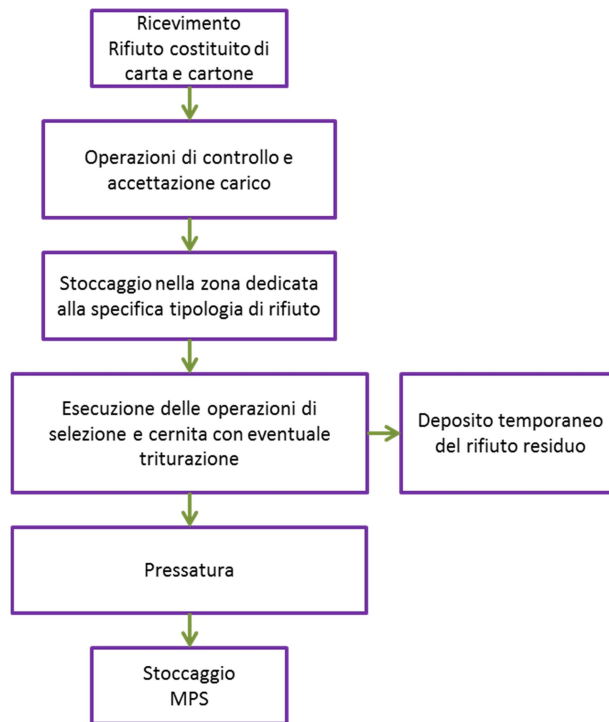 Ricevimento
Rifiuto costituito di
carta e cartone
Operazioni di controllo e
accettazione carico
Stoccaggio nella zona dedicata
alla specifica tipologia di rifiuto
Esecuzione delle operazioni di
selezione e cernita con eventuale
triturazione
Deposito temporaneo
del rifiuto residuo
Pressatura
Stoccaggio
MPS